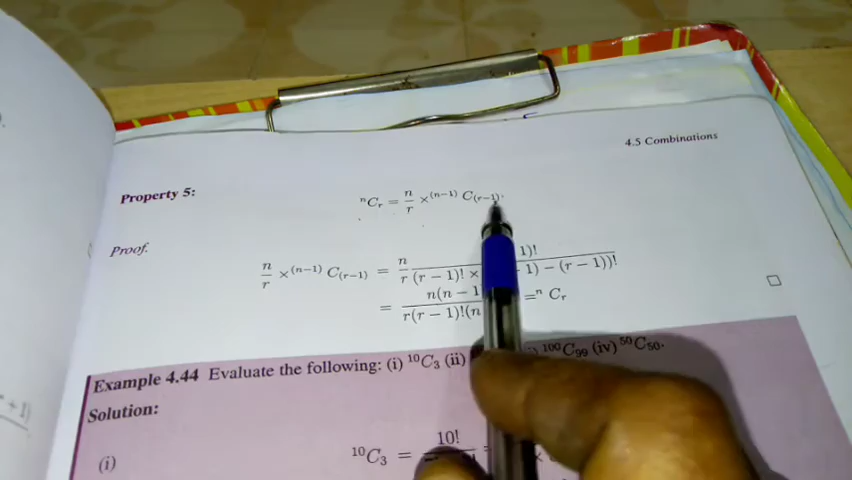 4.5 Combinations
Property 5: ⁿCᵣ = n/r ×⁽ⁿ⁻¹⁾ C₍ᵣ₋₁₎.
Proof.
n/r ×⁽ⁿ⁻¹⁾ C₍ᵣ₋₁₎ = n/r 1)!/(r − 1)! × − 1) − (r − 1))!
= n(n − 1/r(r − 1)!(n =ⁿ Cᵣ
□
Example 4.44 Evaluate the following: (i) ¹⁰C₃ (ii) ¹⁰⁰C₉₉ (iv) ⁵⁰C₅₀.
Solution:
(i) ¹⁰C₃ = 10! = ×
+ 1)